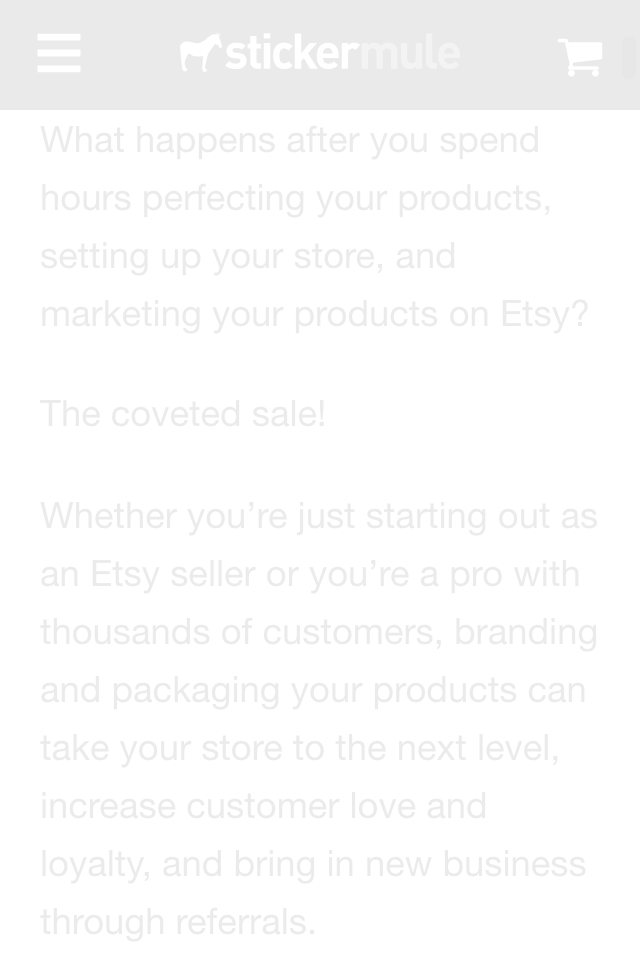 stickermule
What happens after you spend
hours perfecting your products,
setting up your store, and
marketing your products on Etsy?
The coveted sale!
Whether you’re just starting out as
an Etsy seller or you’re a pro with
thousands of customers, branding
and packaging your products can
take your store to the next level,
increase customer love and
loyalty, and bring in new business
through referrals.